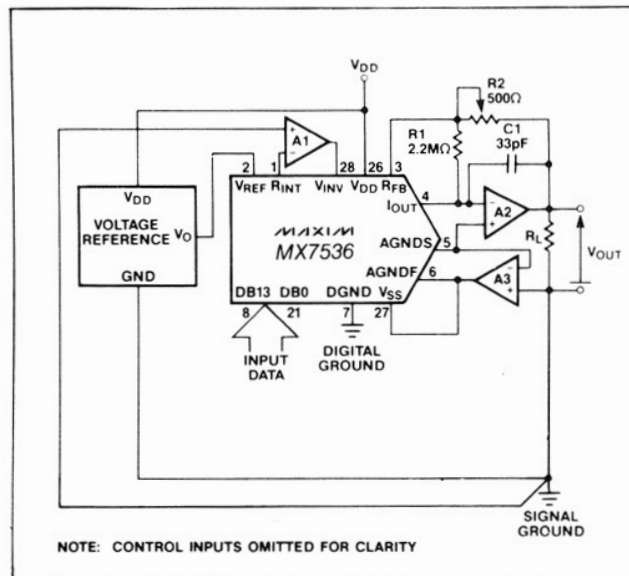 VDD
R2
500Ω
A1
R1
2.2MΩ
C1
33pF
2 1 28 26 3
VREF RINT VINV VDD RFB
4
IOUT
VDD
VOLTAGE
REFERENCE
VO
GND
MAXIM
MX7536
A2
RL
VOUT
AGNDS 5
AGNDF 6
A3
DB13 DB0 DGND VSS
8 21 7 27
INPUT
DATA
DIGITAL
GROUND
SIGNAL
GROUND
NOTE: CONTROL INPUTS OMITTED FOR CLARITY